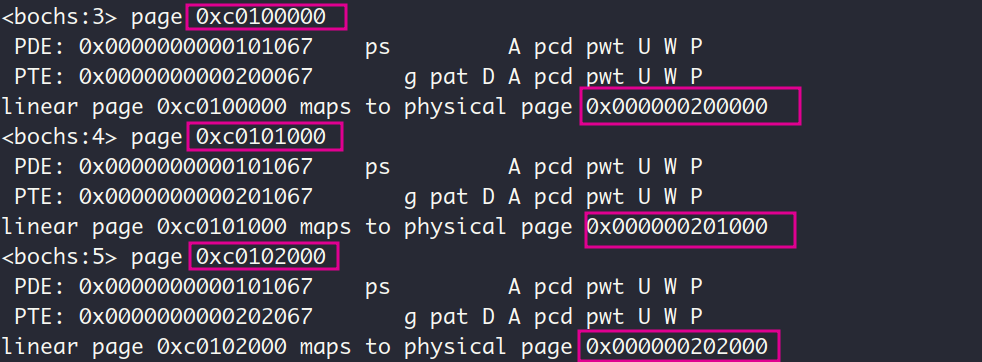 <bochs:3> page 0xc0100000
PDE: 0x0000000000101067    ps         A pcd pwt U W P
PTE: 0x0000000000200067       g pat D A pcd pwt U W P
linear page 0xc0100000 maps to physical page 0x000000200000
<bochs:4> page 0xc0101000
PDE: 0x0000000000101067    ps         A pcd pwt U W P
PTE: 0x0000000000201067       g pat D A pcd pwt U W P
linear page 0xc0101000 maps to physical page 0x000000201000
<bochs:5> page 0xc0102000
PDE: 0x0000000000101067    ps         A pcd pwt U W P
PTE: 0x0000000000202067       g pat D A pcd pwt U W P
linear page 0xc0102000 maps to physical page 0x000000202000